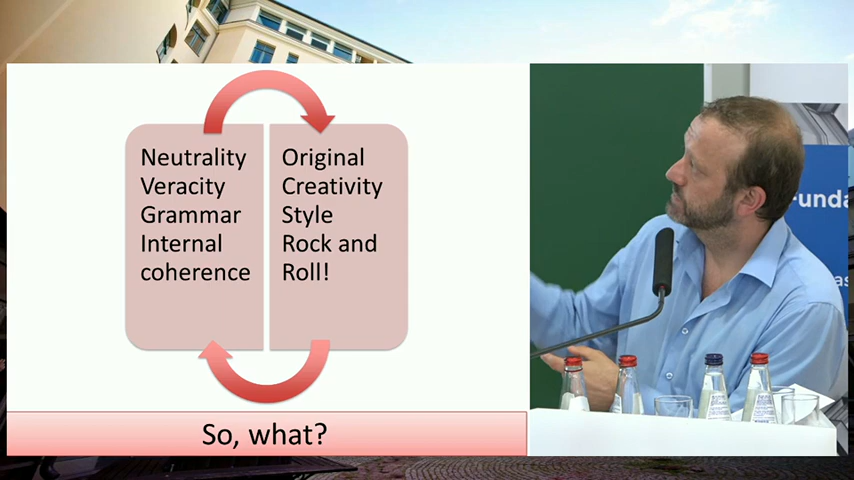 Neutrality
Veracity
Grammar
Internal
coherence
Original
Creativity
Style
Rock and
Roll!
So, what?